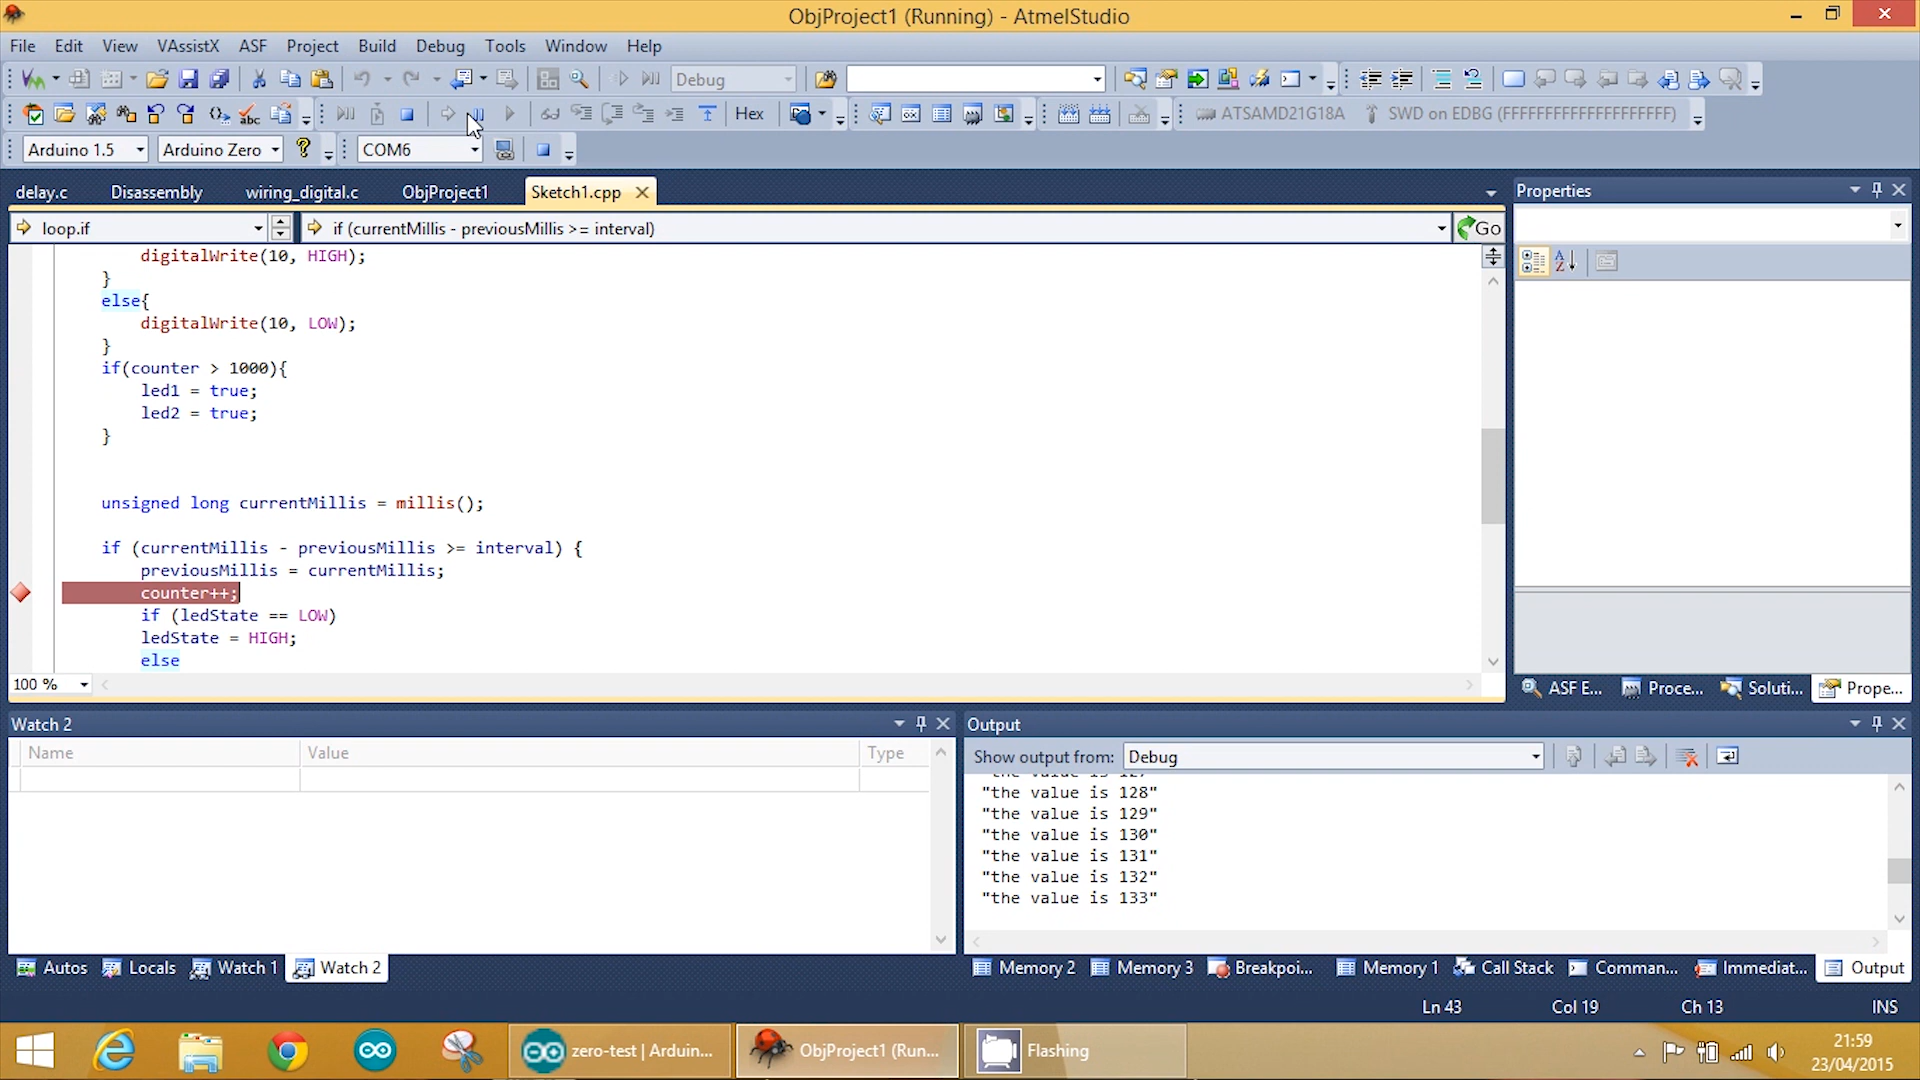 ObjProject1 (Running) - AtmelStudio
File Edit View VAssistX ASF Project Build Debug Tools Window Help
Debug
Hex ATSAMD21G18A SWD on EDBG (FFFFFFFFFFFFFFFFFFFF)
Arduino 1.5 Arduino Zero COM6
delay.c Disassembly wiring_digital.c ObjProject1 Sketch1.cpp
loop.if if (currentMillis - previousMillis >= interval) Go
digitalWrite(10, HIGH);
}
else{
digitalWrite(10, LOW);
}
if(counter > 1000){
led1 = true;
led2 = true;
}
unsigned long currentMillis = millis();
if (currentMillis - previousMillis >= interval) {
previousMillis = currentMillis;
counter++;
if (ledState == LOW)
ledState = HIGH;
else
100 %
Properties
ASF E... Proce... Soluti... Prope...
Watch 2
Name Value Type
Autos Locals Watch 1 Watch 2
Output
Show output from: Debug
"the value is 127"
"the value is 128"
"the value is 129"
"the value is 130"
"the value is 131"
"the value is 132"
"the value is 133"
Memory 2 Memory 3 Breakpoi... Memory 1 Call Stack Comman... Immediat... Output
Ln 43 Col 19 Ch 13 INS
zero-test | Arduin... ObjProject1 (Run... Flashing
21:59
23/04/2015